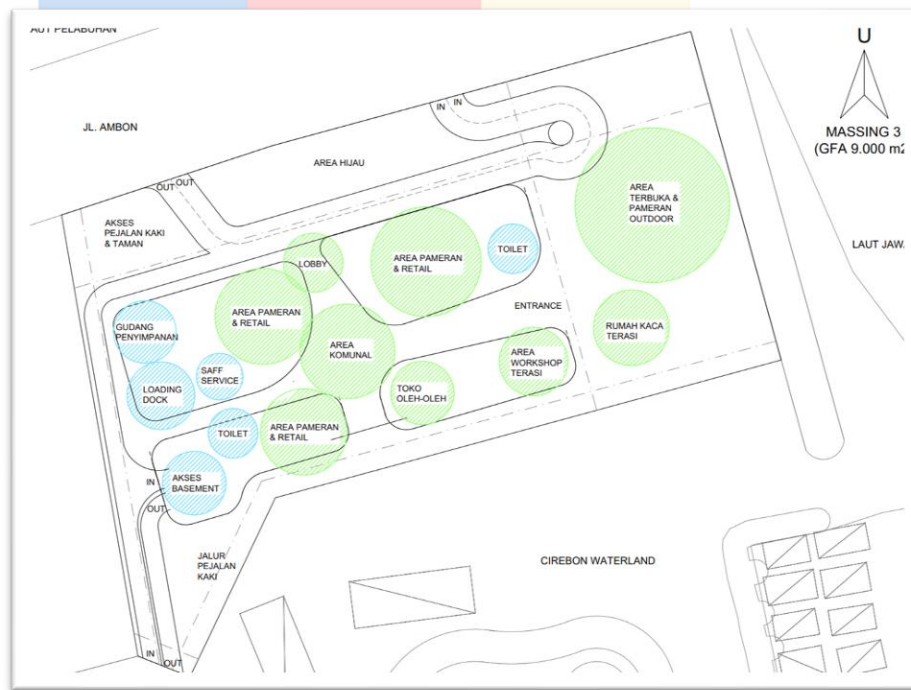 AUT PELABUHAN
U
IN IN
MASSING 3
(GFA 9.000 m2
JL. AMBON
AREA HIJAU
OUT OUT
AREA
TERBUKA &
PAMERAN
OUTDOOR
AKSES
PEJALAN KAKI
& TAMAN
LAUT JAW
TOILET
AREA PAMERAN
& RETAIL
LOBBY
ENTRANCE
AREA PAMERAN
& RETAIL
GUDANG
PENYIMPANAN
RUMAH KACA
TERASI
AREA
KOMUNAL
AREA
WORKSHOP
TERASI
SAFF
SERVICE
LOADING
DOCK
TOKO
OLEH-OLEH
TOILET
AREA PAMERAN
& RETAIL
AKSES
BASEMENT
IN
OUT
JALUR
PEJALAN
KAKI
CIREBON WATERLAND
IN
OUT